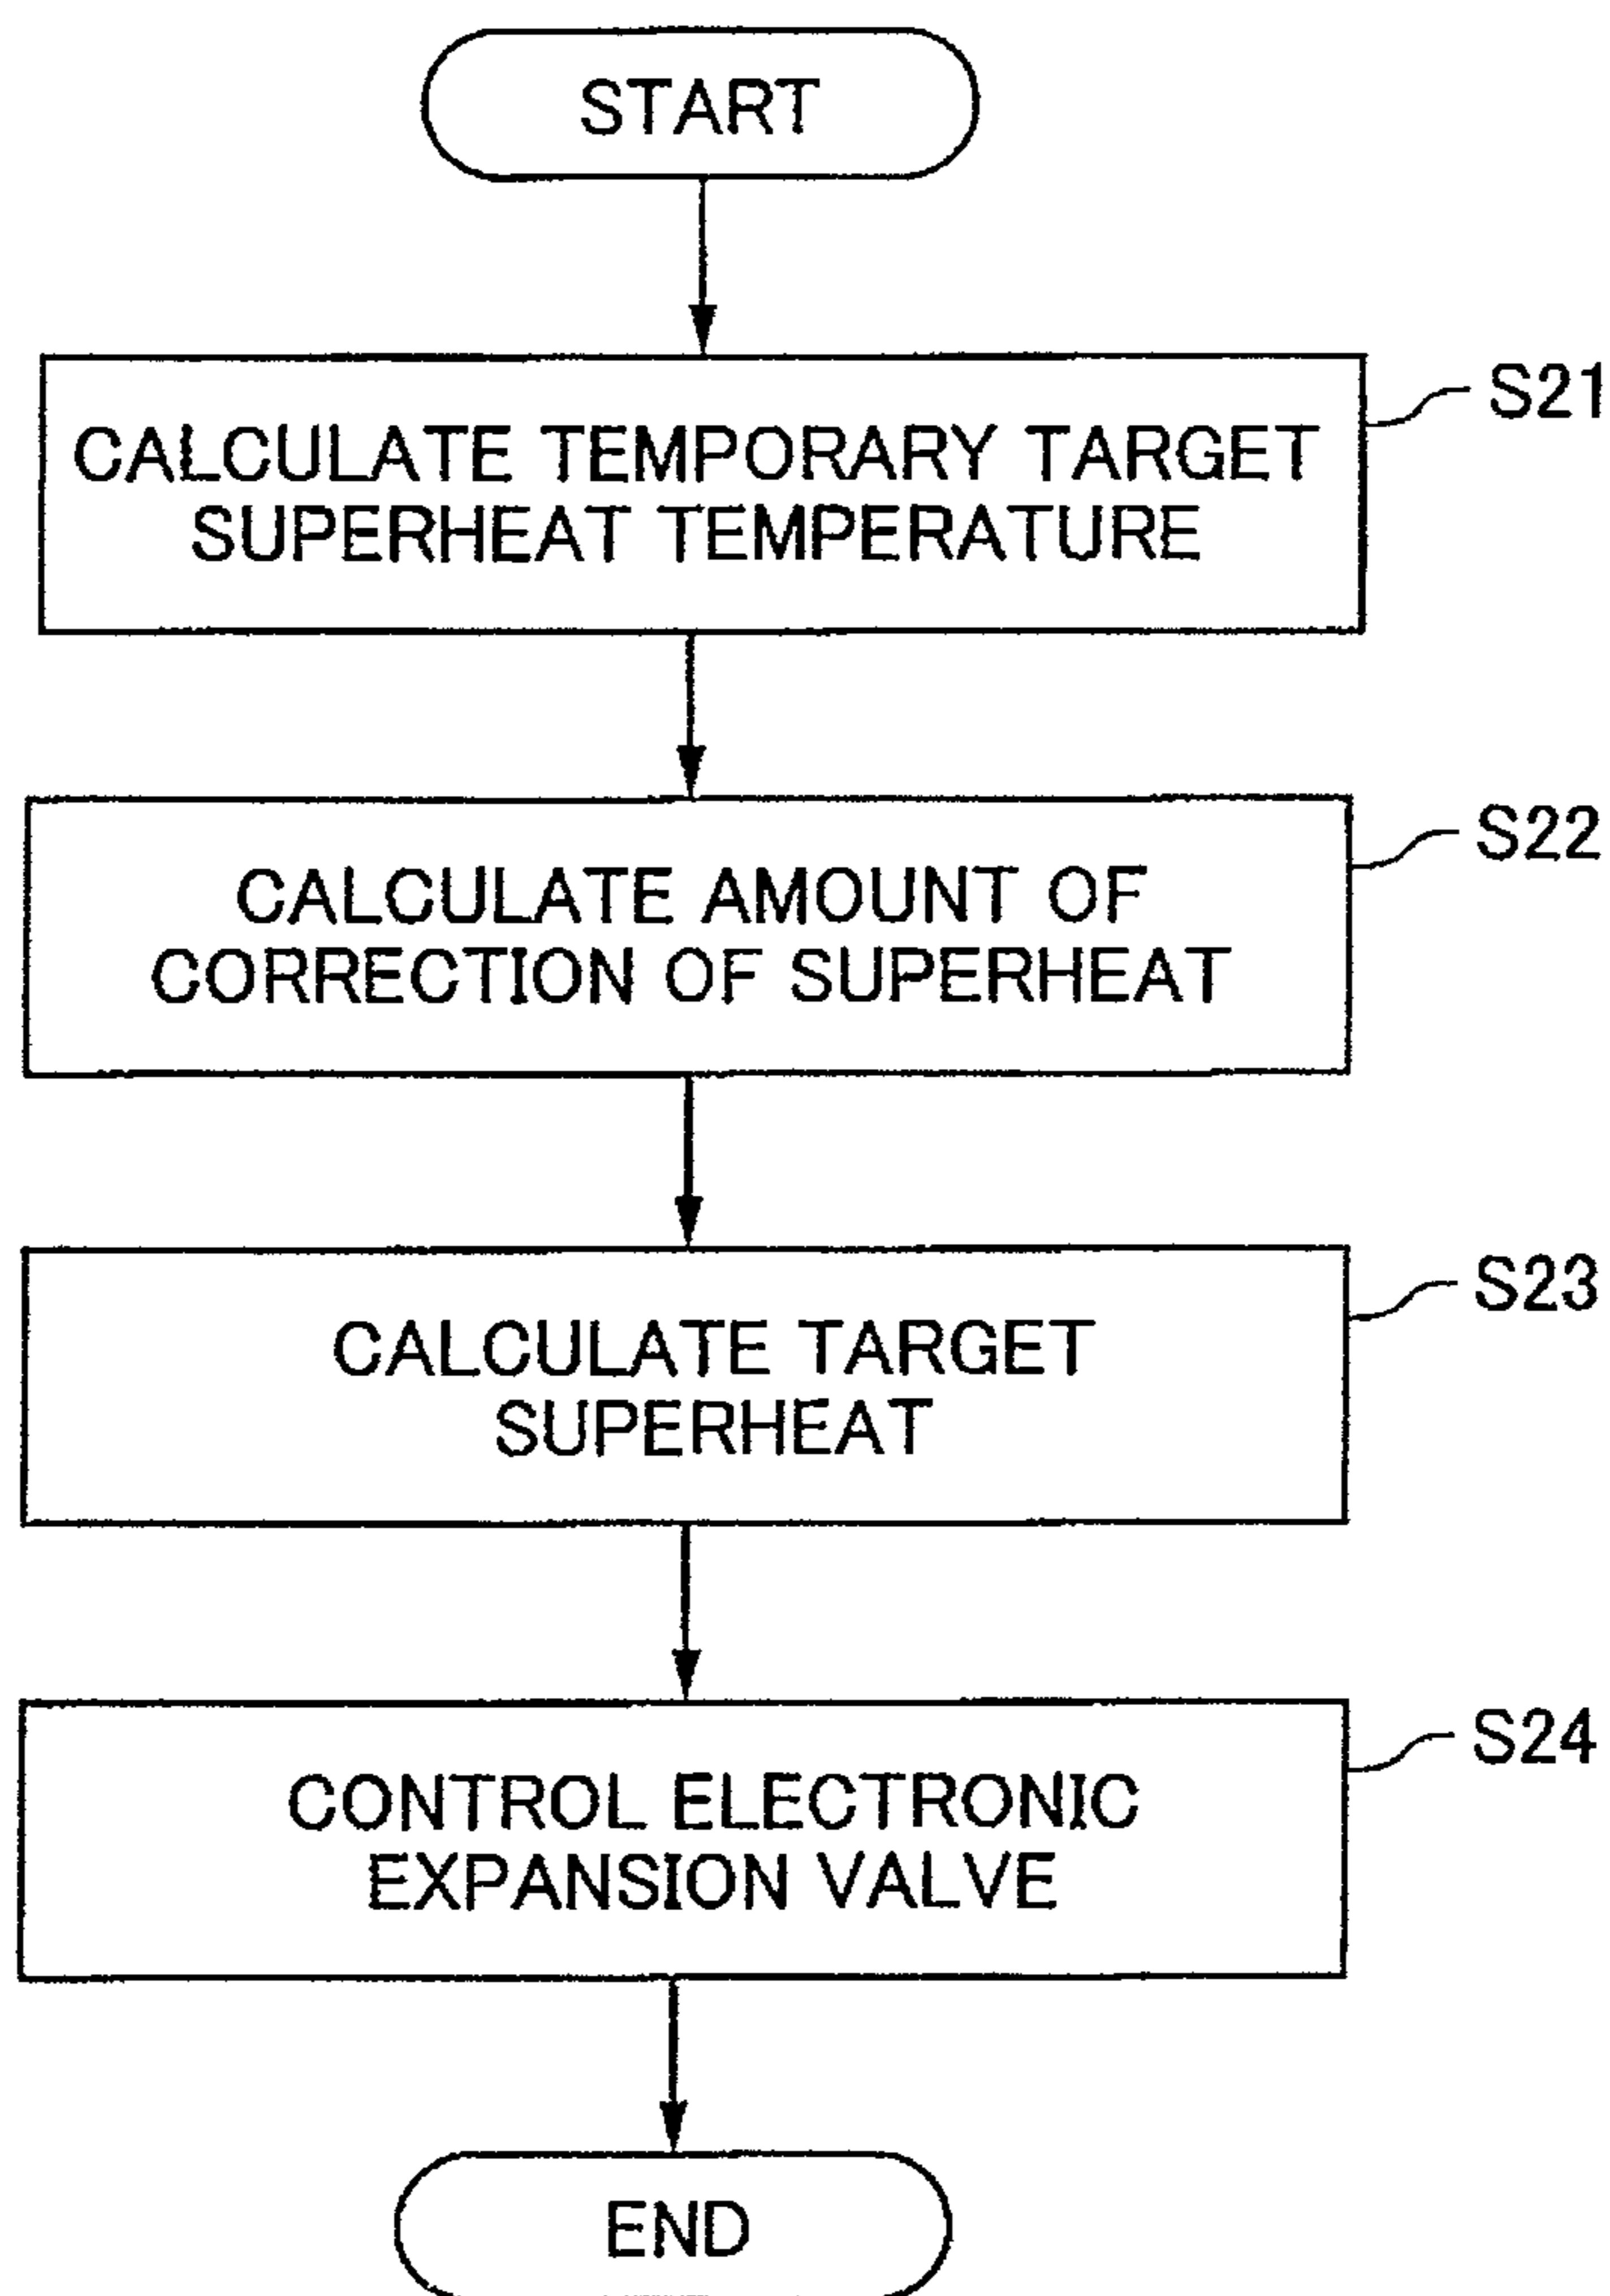 START
S21
CALCULATE TEMPORARY TARGET
SUPERHEAT TEMPERATURE
S22
CALCULATE AMOUNT OF
CORRECTION OF SUPERHEAT
S23
CALCULATE TARGET
SUPERHEAT
S24
CONTROL ELECTRONIC
EXPANSION VALVE
END